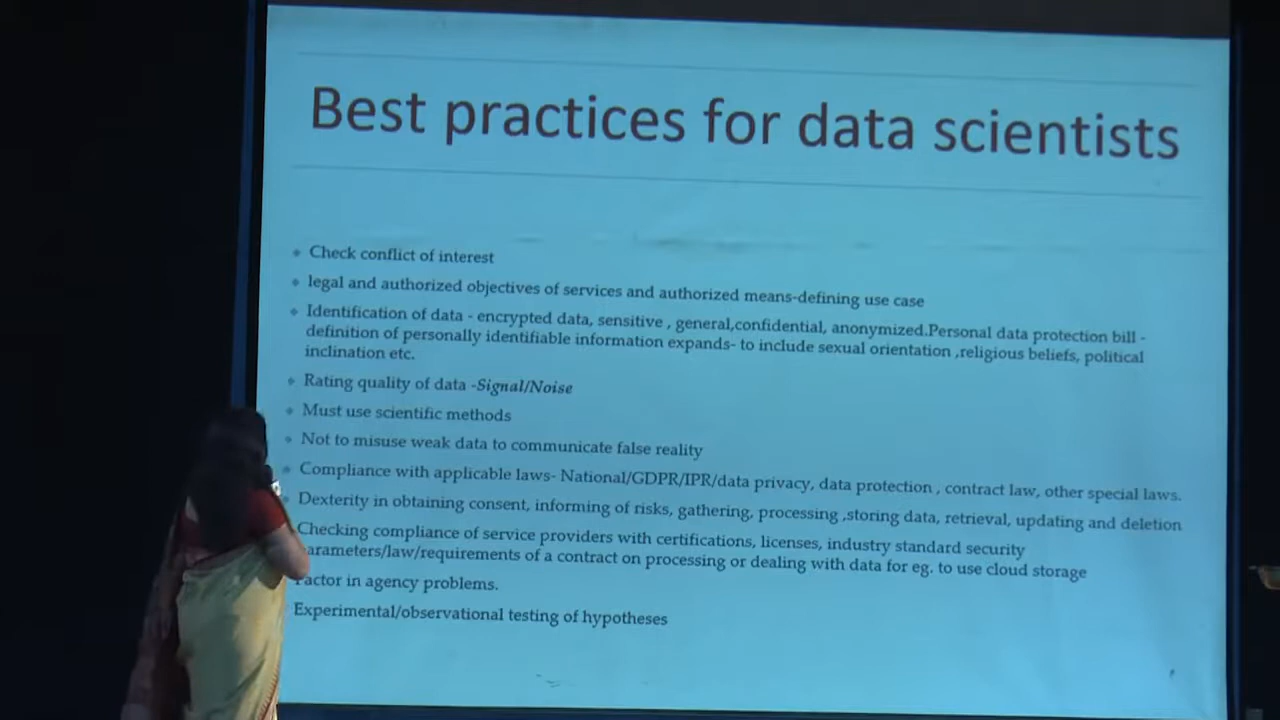 Best practices for data scientists
Check conflict of interest
legal and authorized objectives of services and authorized means-defining use case
Identification of data - encrypted data, sensitive , general,confidential, anonymized.Personal data protection bill -
definition of personally identifiable information expands- to include sexual orientation ,religious beliefs, political
inclination etc.
Rating quality of data -Signal/Noise
Must use scientific methods
Not to misuse weak data to communicate false reality
Compliance with applicable laws- National/GDPR/IPR/data privacy, data protection , contract law, other special laws.
Dexterity in obtaining consent, informing of risks, gathering, processing ,storing data, retrieval, updating and deletion
Checking compliance of service providers with certifications, licenses, industry standard security
parameters/law/requirements of a contract on processing or dealing with data for eg. to use cloud storage
Factor in agency problems.
Experimental/observational testing of hypotheses